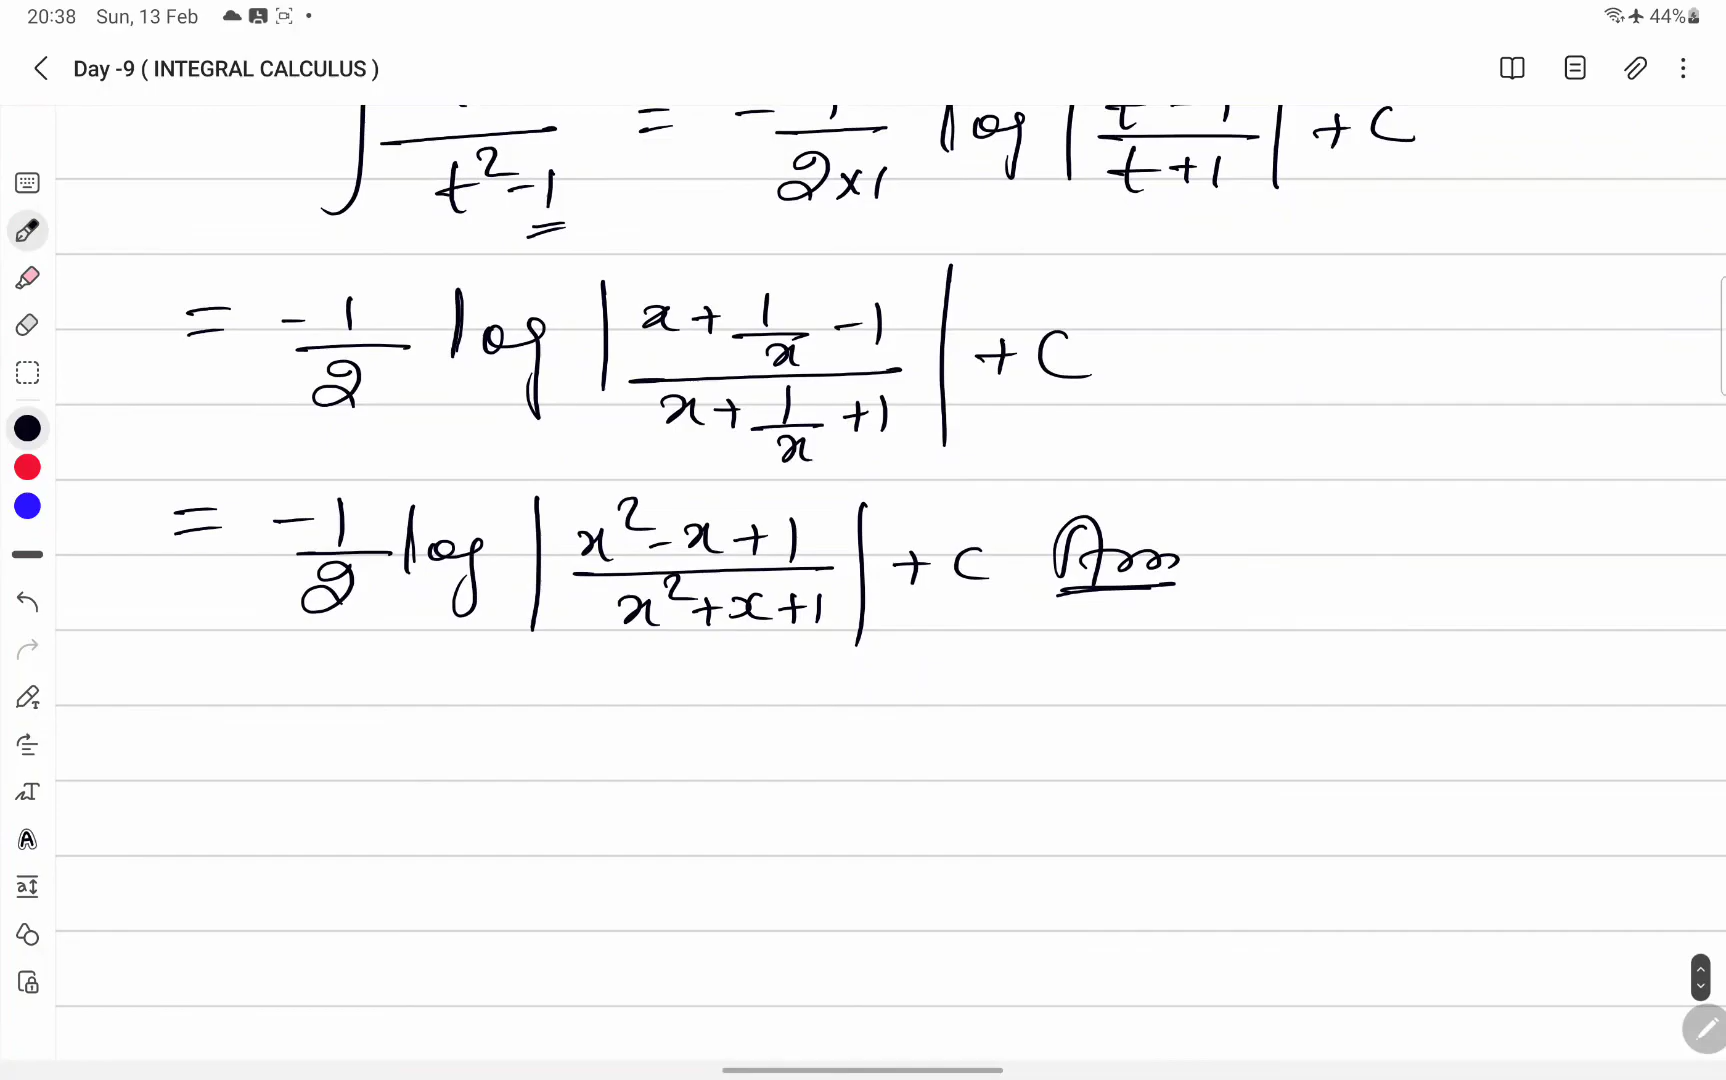 20:38 Sun, 13 Feb 44%
Day -9 ( INTEGRAL CALCULUS )
∫ / t² - 1 = - 1/(2×1) log | (t - 1)/(t + 1) | + C
= -1/2 log | (x + 1/x - 1)/(x + 1/x + 1) | + C
= -1/2 log | (x² - x + 1)/(x² + x + 1) | + C Ans